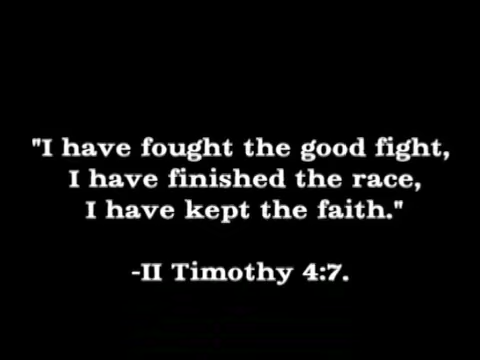 "I have fought the good fight,
I have finished the race,
I have kept the faith."
-II Timothy 4:7.